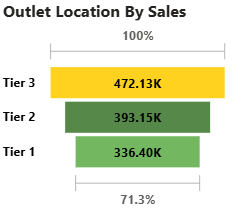 Outlet Location By Sales
100%
Tier 3 472.13K
Tier 2 393.15K
Tier 1 336.40K
71.3%